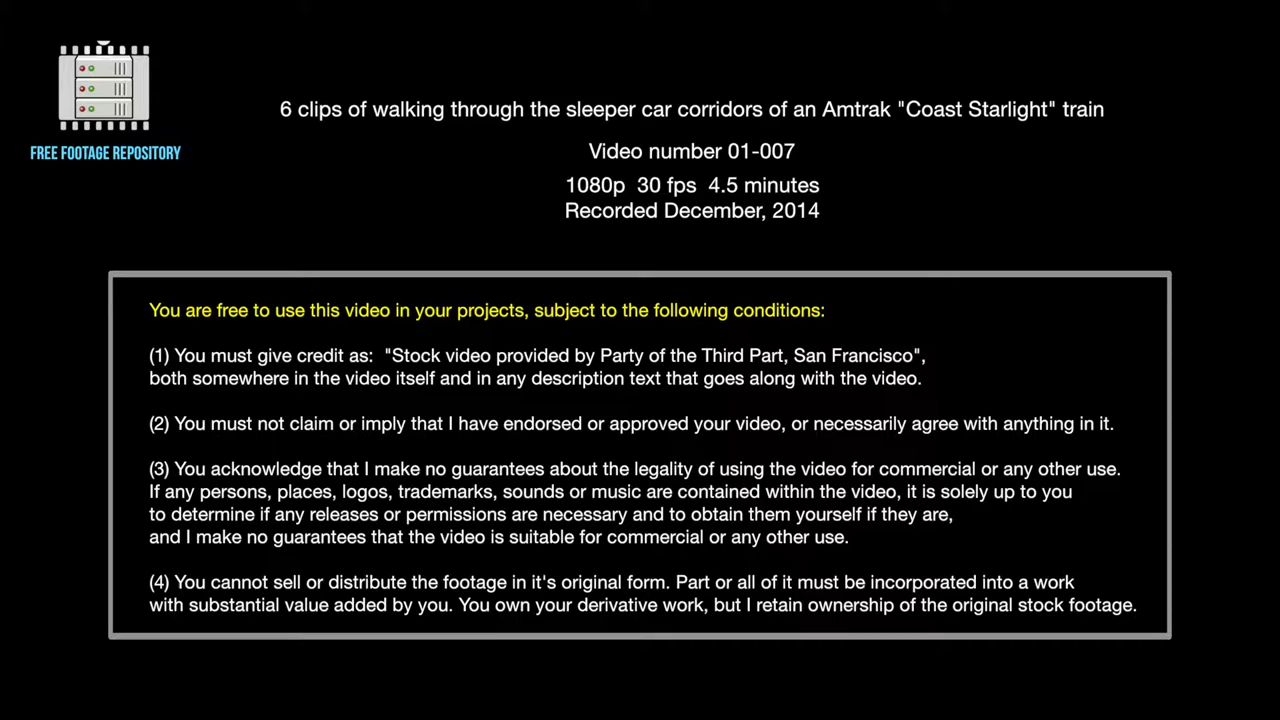 FREE FOOTAGE REPOSITORY
6 clips of walking through the sleeper car corridors of an Amtrak "Coast Starlight" train
Video number 01-007
1080p  30 fps  4.5 minutes
Recorded December, 2014
You are free to use this video in your projects, subject to the following conditions:
(1) You must give credit as:  "Stock video provided by Party of the Third Part, San Francisco",
both somewhere in the video itself and in any description text that goes along with the video.
(2) You must not claim or imply that I have endorsed or approved your video, or necessarily agree with anything in it.
(3) You acknowledge that I make no guarantees about the legality of using the video for commercial or any other use.
If any persons, places, logos, trademarks, sounds or music are contained within the video, it is solely up to you
to determine if any releases or permissions are necessary and to obtain them yourself if they are,
and I make no guarantees that the video is suitable for commercial or any other use.
(4) You cannot sell or distribute the footage in it's original form. Part or all of it must be incorporated into a work
with substantial value added by you. You own your derivative work, but I retain ownership of the original stock footage.